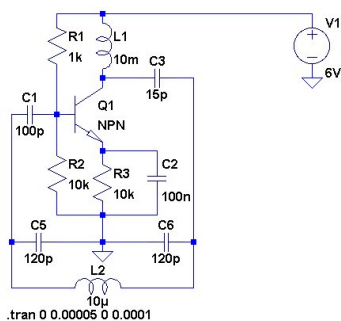 V1
R1
L1
1k
10m
C3
6V
C1
15p
Q1
100p
NPN
R2
R3
C2
10k
10k
100n
C5
C6
120p
120p
L2
10µ
.tran 0 0.00005 0 0.0001